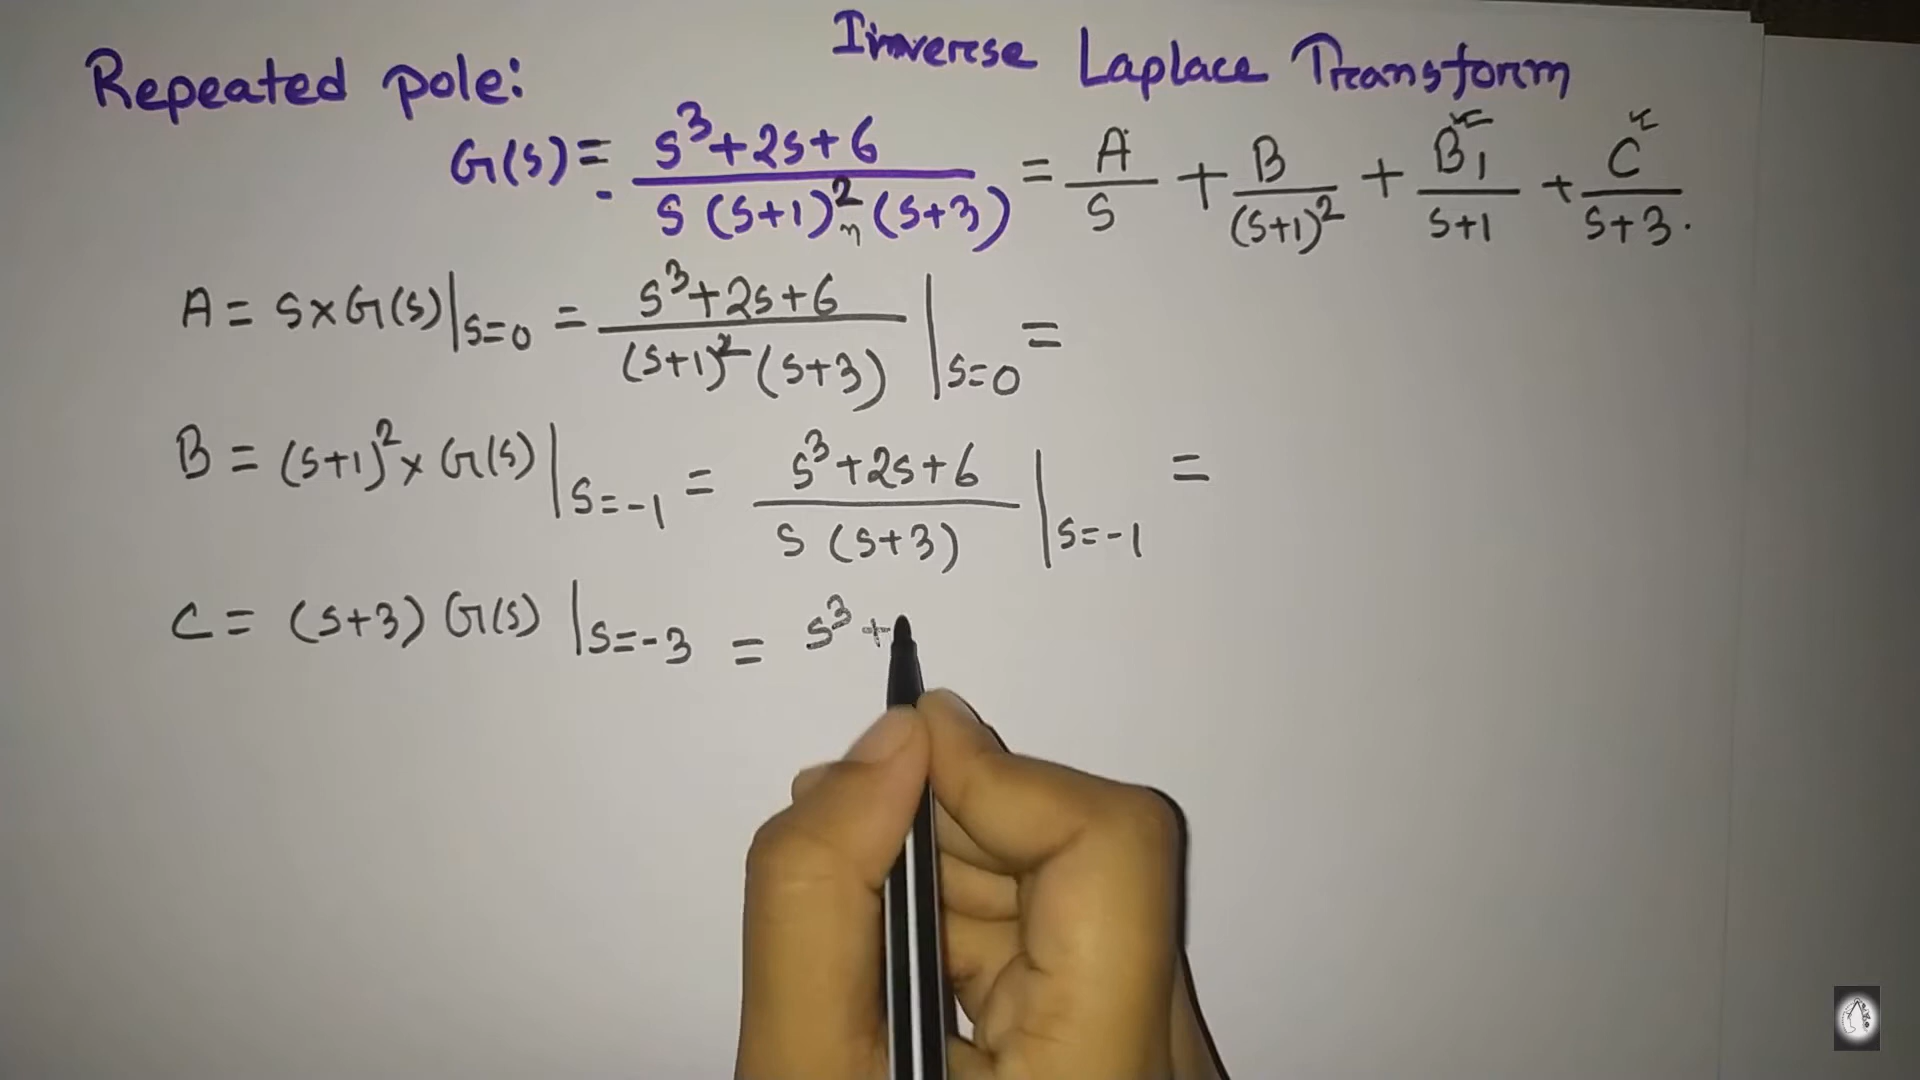 Inverse Laplace Transform
Repeated pole:
G(s) = s³+2s+6 / s (s+1)² (s+3) = A/s + B/(s+1)² + B₁/s+1 + C/s+3.
A = s×G(s)|s=0 = s³+2s+6 / (s+1)² (s+3) |s=0 =
B = (s+1)² × G(s)|s=-1 = s³+2s+6 / s (s+3) |s=-1 =
C = (s+3) G(s) |s=-3 = s³ +